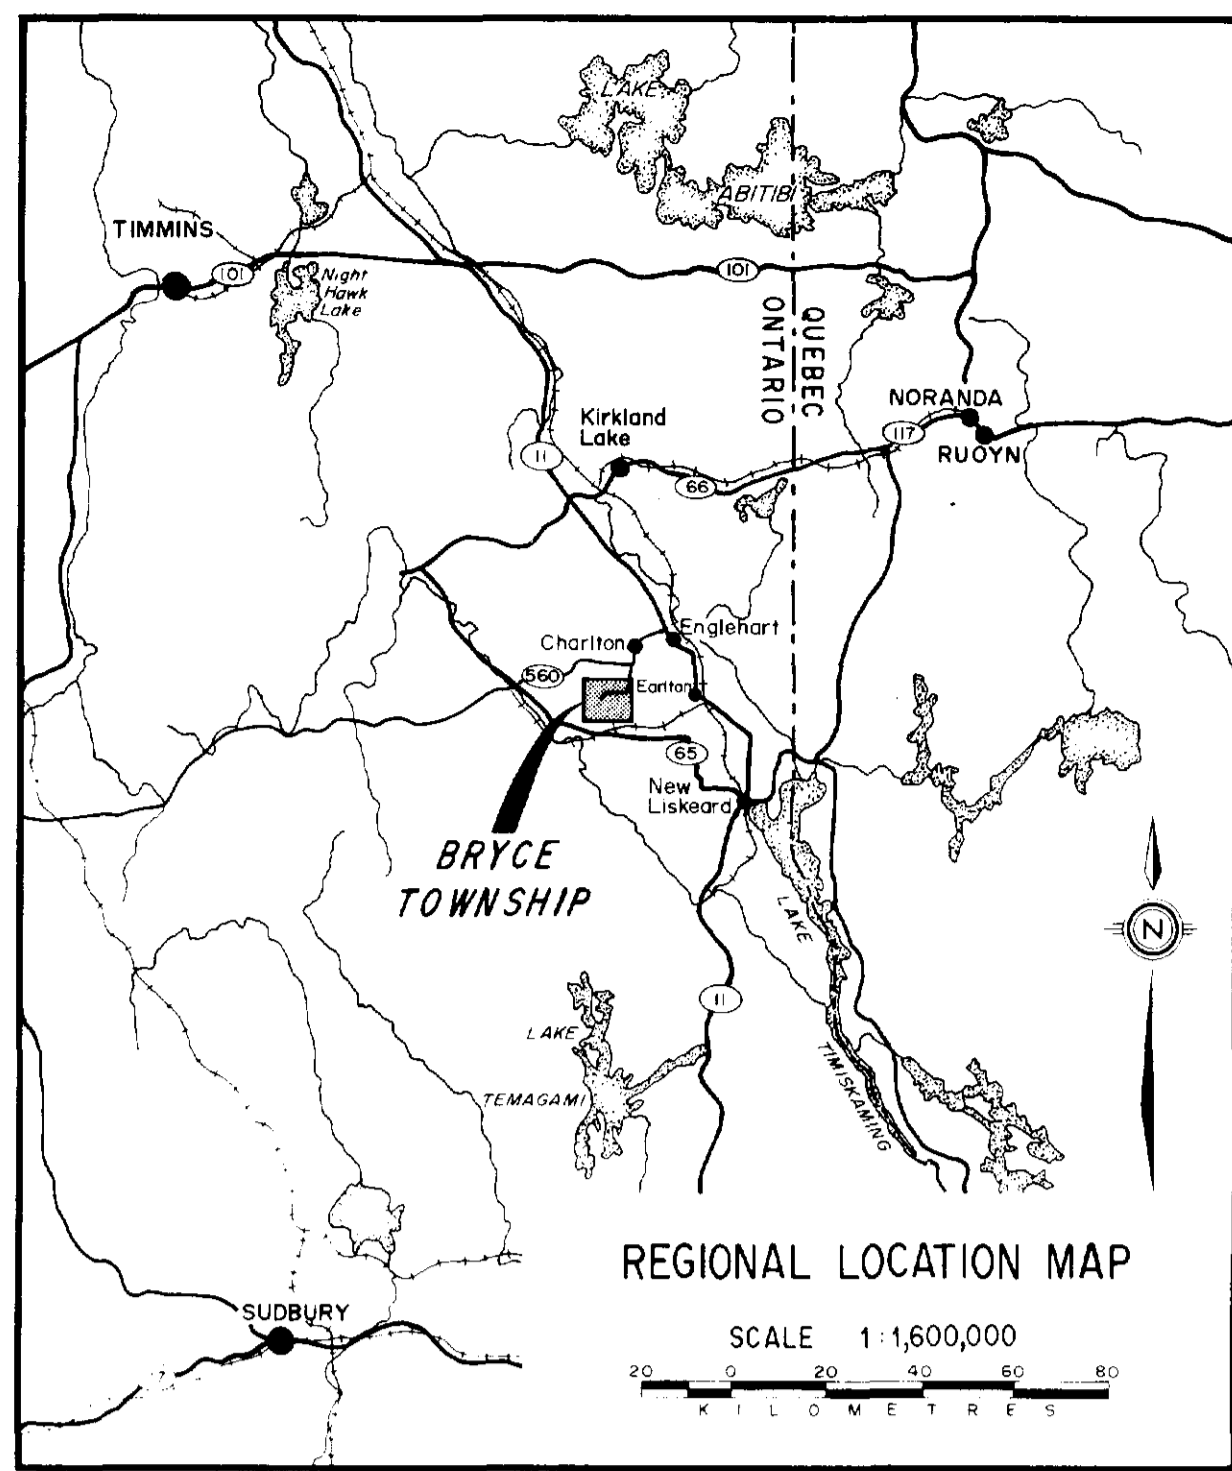 LAKE
ABITIBI
TIMMINS
101
Night
Hawk
Lake
101
QUEBEC
ONTARIO
NORANDA
117
RUOYN
Kirkland
Lake
11
66
Englehart
Charlton
560
Earlton
65
New
Liskeard
BRYCE
TOWNSHIP
LAKE
TIMISKAMING
N
11
LAKE
TEMAGAMI
REGIONAL LOCATION MAP
SUDBURY
SCALE 1:1,600,000
20 0 20 40 60 80
KILOMETRES